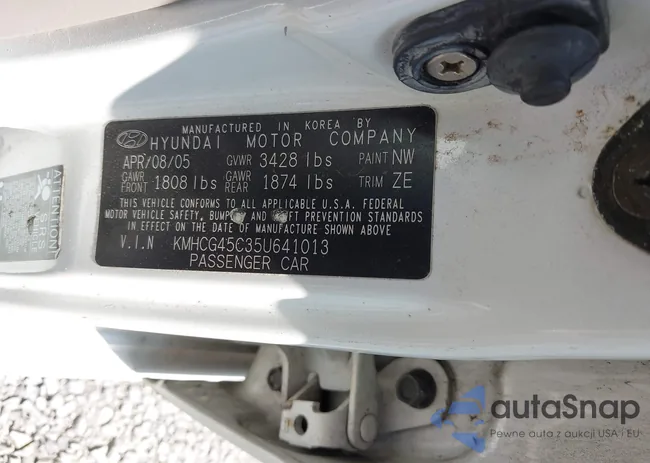 MANUFACTURED IN KOREA BY
HYUNDAI MOTOR COMPANY
APR/08/05 GVWR 3428 lbs PAINT NW
GAWR FRONT 1808 lbs GAWR REAR 1874 lbs TRIM ZE
THIS VEHICLE CONFORMS TO ALL APPLICABLE U.S.A. FEDERAL
MOTOR VEHICLE SAFETY, BUMPER AND THEFT PREVENTION STANDARDS
IN EFFECT ON THE DATE OF MANUFACTURE SHOWN ABOVE
V.I.N KMHCG45C35U641013
PASSENGER CAR
ATTENTION
autaSnap
Pewne auta z aukcji USA i EU